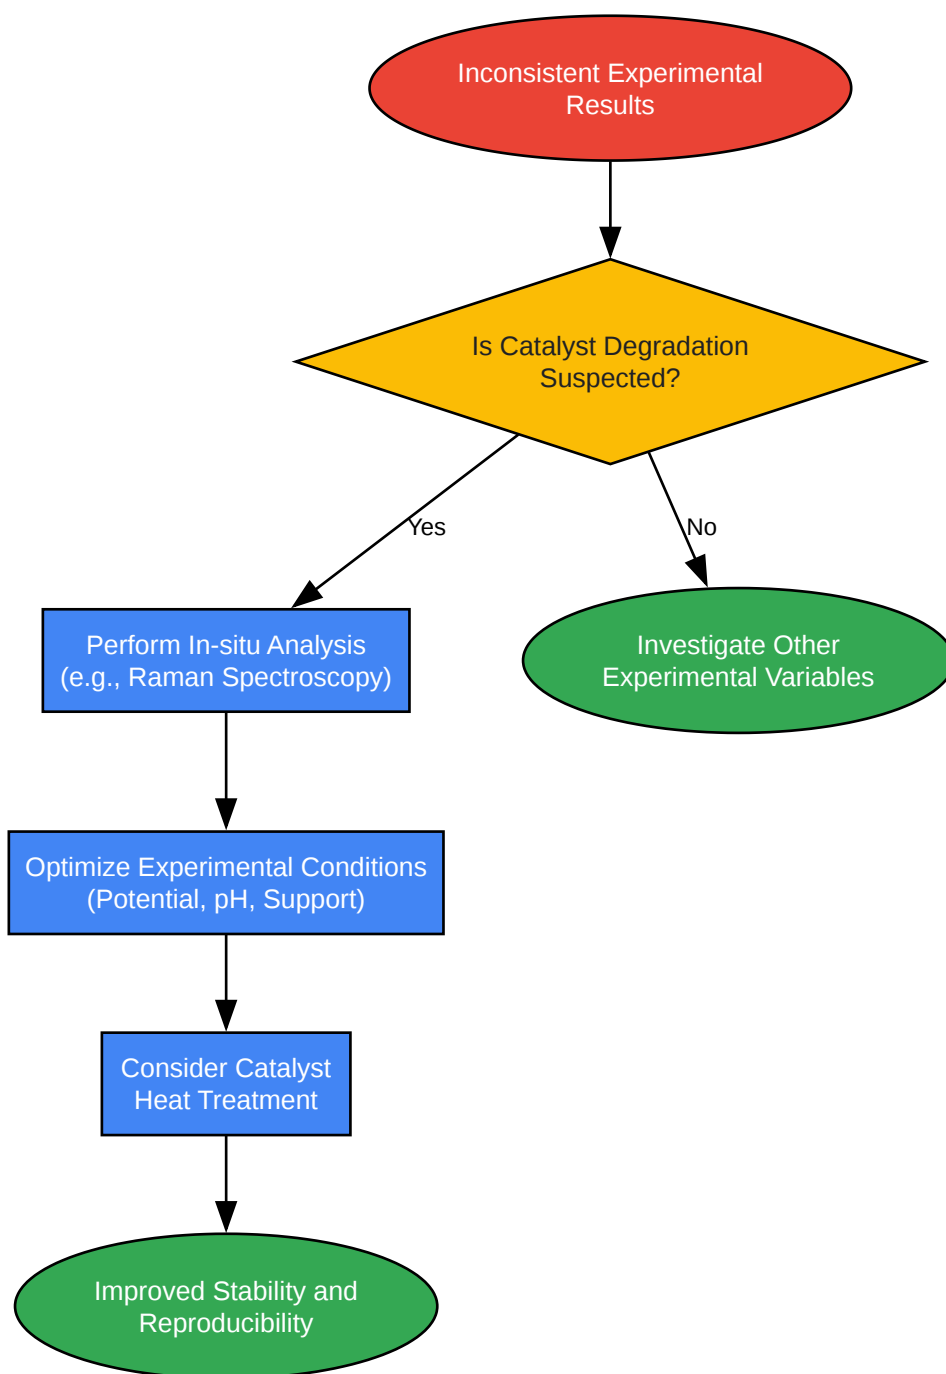 Inconsistent Experimental
Results
Is Catalyst Degradation
Suspected?
Yes
No
Perform In-situ Analysis
(e.g., Raman Spectroscopy)
Investigate Other
Experimental Variables
Optimize Experimental Conditions
(Potential, pH, Support)
Consider Catalyst
Heat Treatment
Improved Stability and
Reproducibility